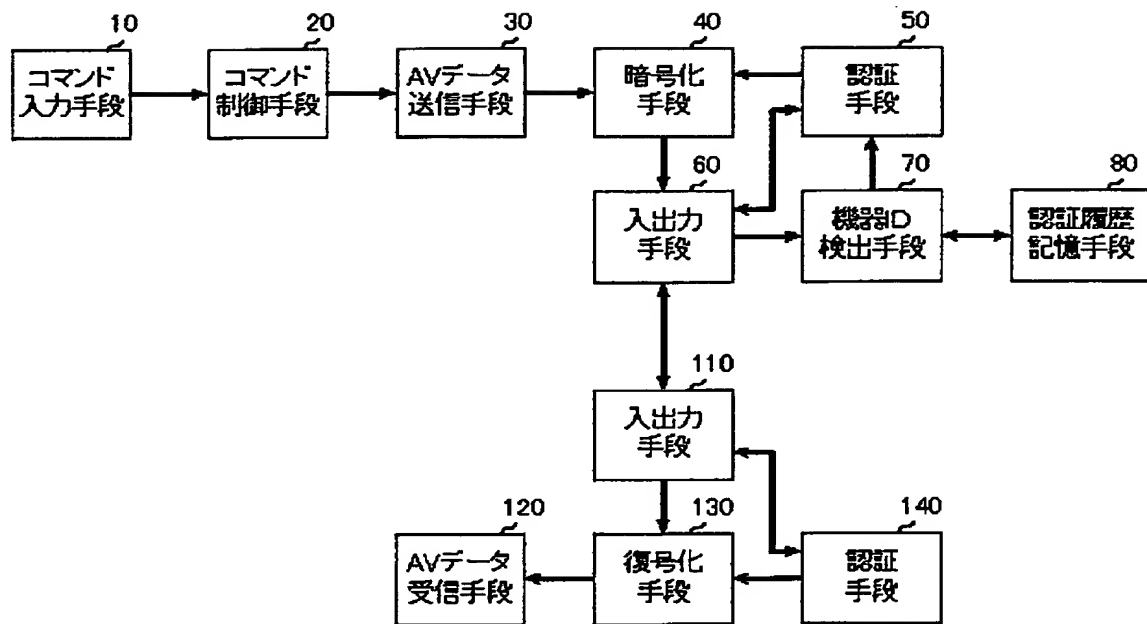 10
20
30
40
50
コマンド
入力手段
コマンド
制御手段
AVデータ
送信手段
暗号化
手段
認証
手段
60
70
80
入出力
手段
機器ID
検出手段
認証履歴
記憶手段
110
入出力
手段
120
130
140
AVデータ
受信手段
復号化
手段
認証
手段